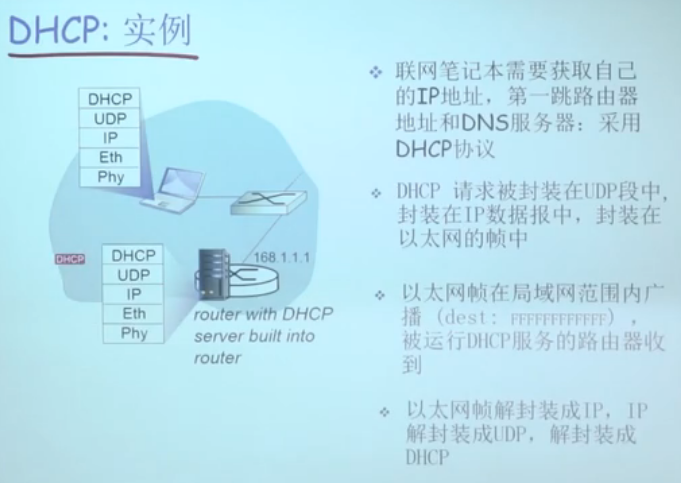 DHCP: 实例
DHCP
UDP
IP
Eth
Phy
DHCP
DHCP
UDP
IP
Eth
Phy
168.1.1.1
router with DHCP
server built into
router
联网笔记本需要获取自己
的IP地址，第一跳路由器
地址和DNS服务器：采用
DHCP协议
DHCP 请求被封装在UDP段中，
封装在IP数据报中，封装在
以太网的帧中
以太网帧在局域网范围内广
播 (dest: FFFFFFFFFFFF) ，
被运行DHCP服务的路由器收
到
以太网帧解封装成IP，IP
解封装成UDP，解封装成
DHCP